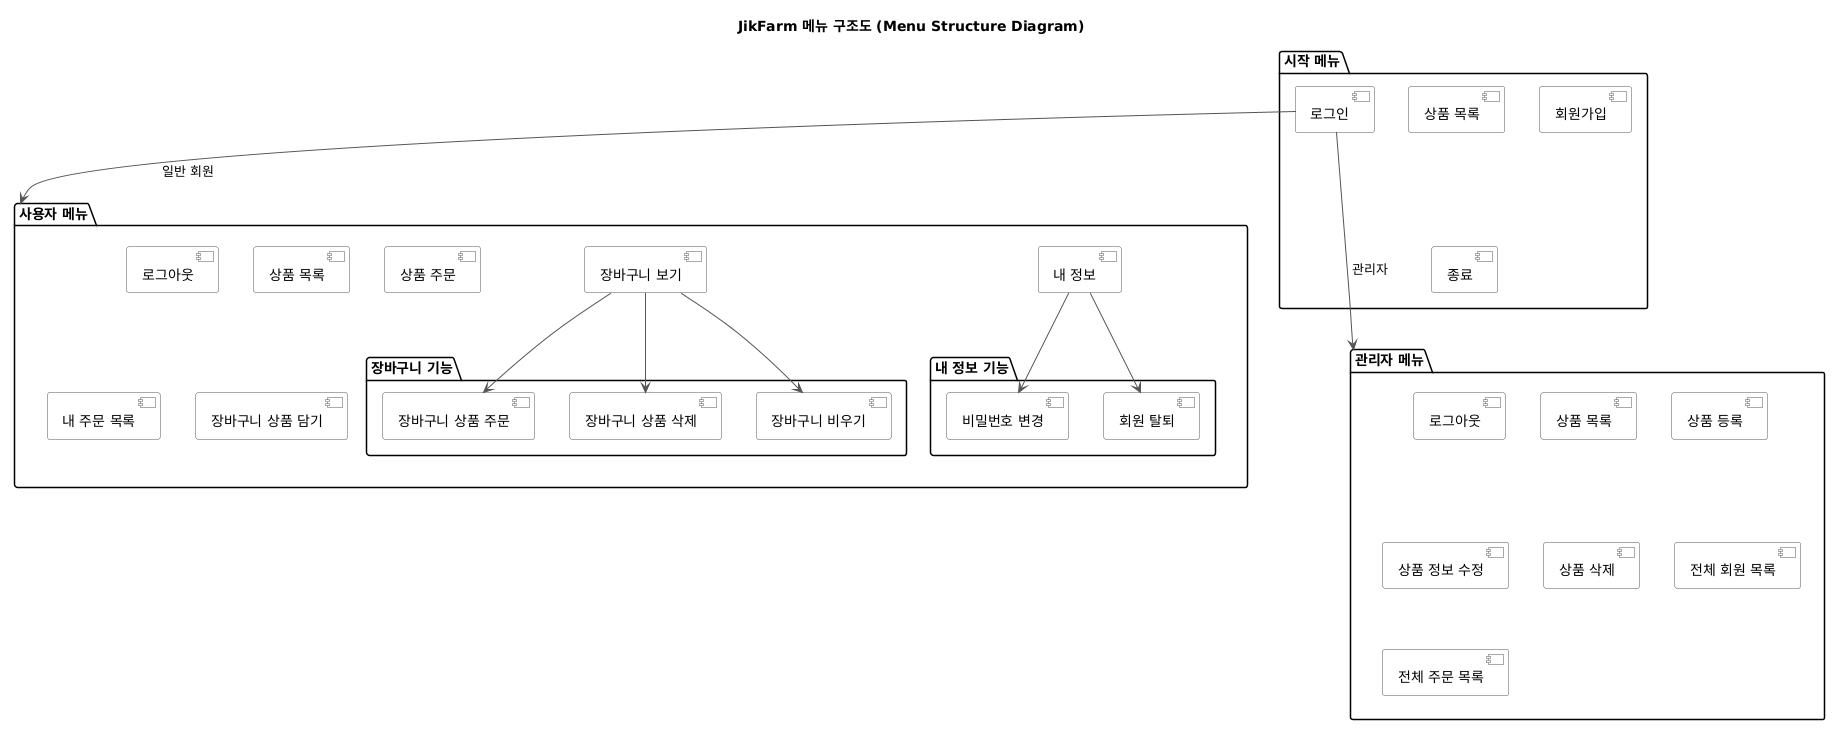 JikFarm 메뉴 구조도 (Menu Structure Diagram)
시작 메뉴
로그인
상품 목록
회원가입
종료
일반 회원
관리자
사용자 메뉴
로그아웃
상품 목록
상품 주문
장바구니 보기
내 정보
내 주문 목록
장바구니 상품 담기
장바구니 기능
장바구니 상품 주문
장바구니 상품 삭제
장바구니 비우기
내 정보 기능
비밀번호 변경
회원 탈퇴
관리자 메뉴
로그아웃
상품 목록
상품 등록
상품 정보 수정
상품 삭제
전체 회원 목록
전체 주문 목록